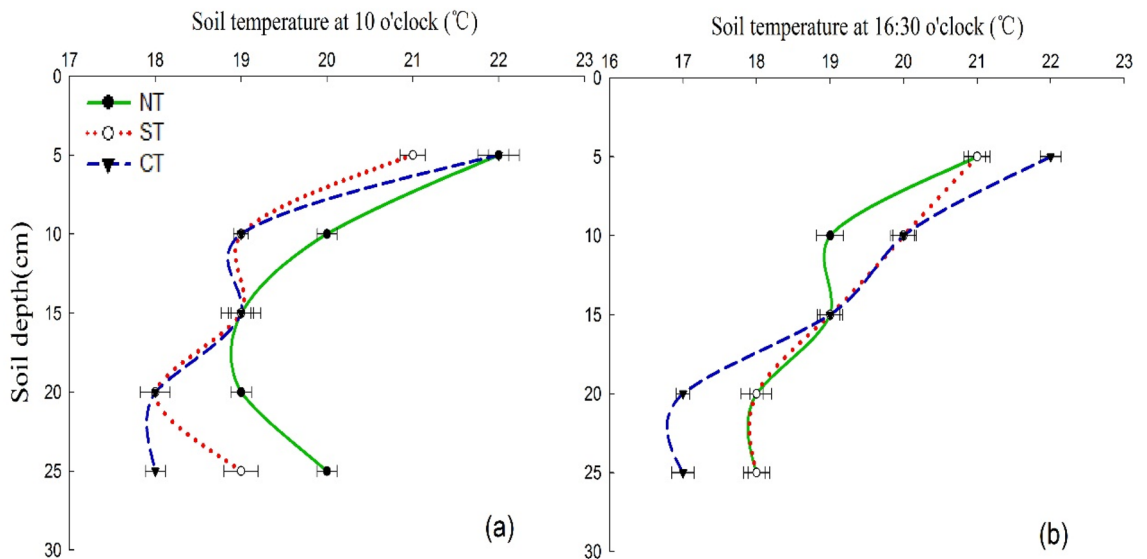 Soil temperature at 10 o'clock (℃)
17 18 19 20 21 22 23
0
5
10
15
20
25
30
Soil depth(cm)
NT
ST
CT
(a)
Soil temperature at 16:30 o'clock (℃)
16 17 18 19 20 21 22 23
0
5
10
15
20
25
30
(b)